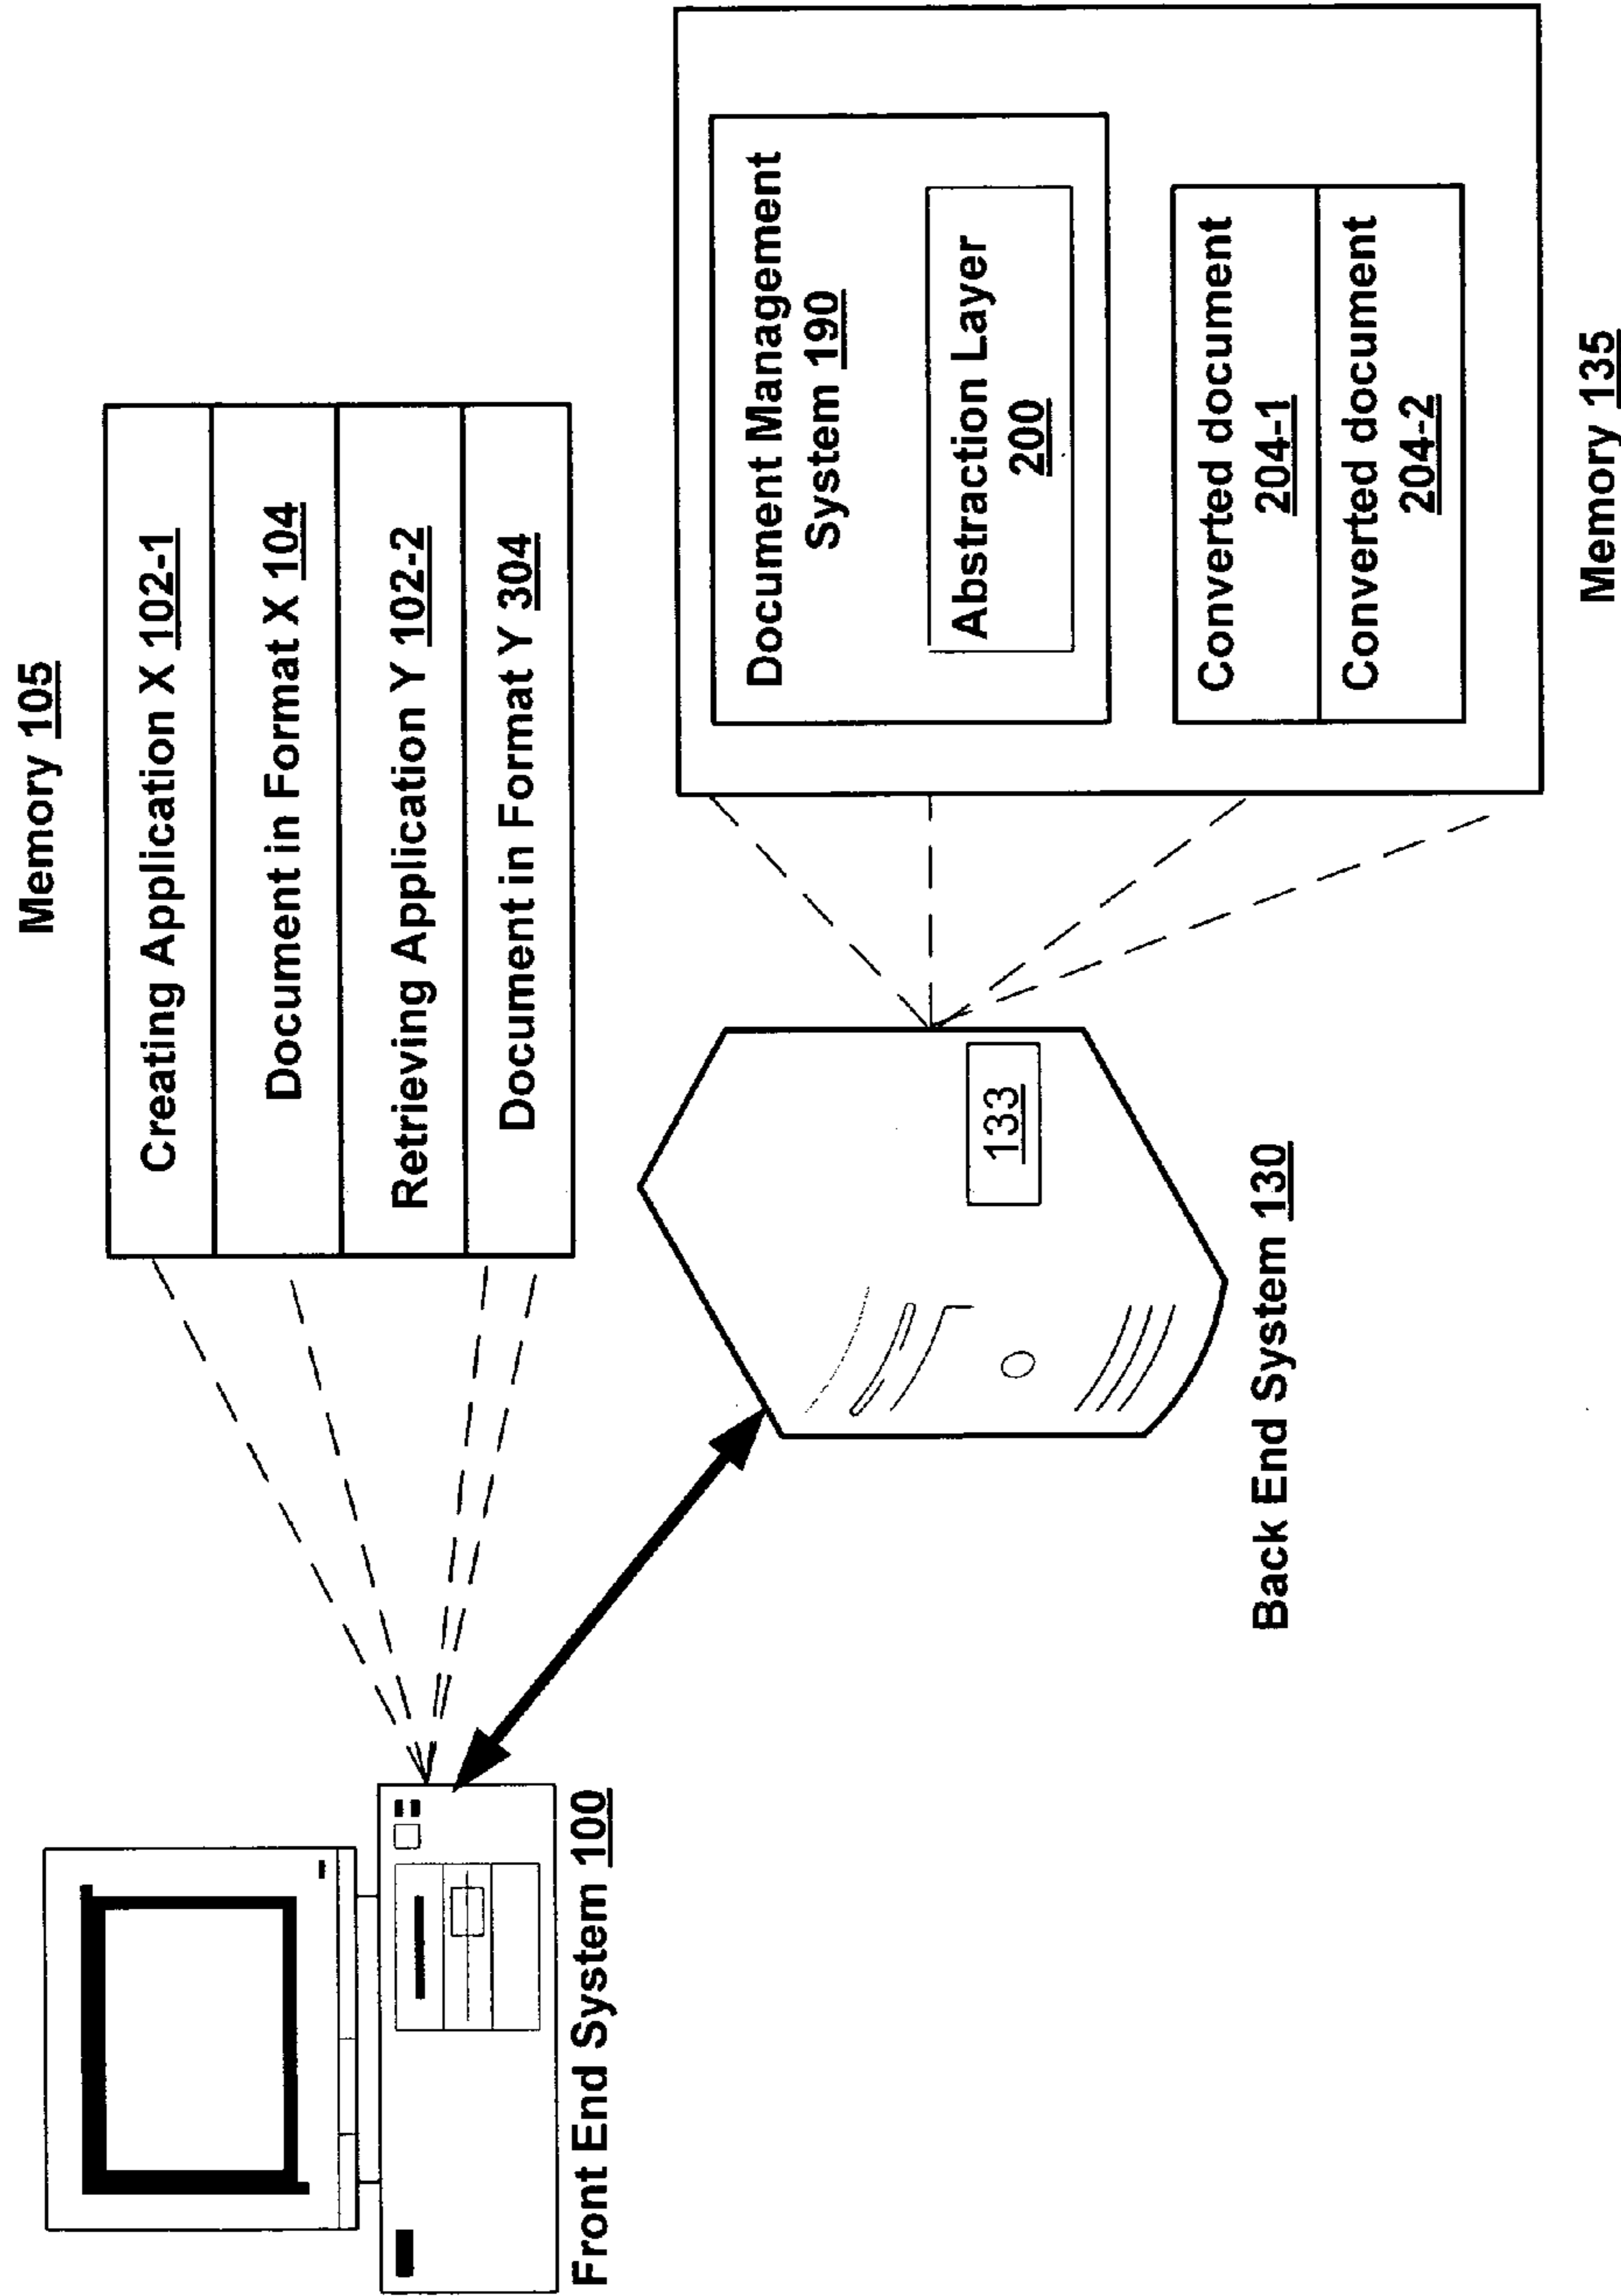 Memory 105
Creating Application X 102-1
Document in Format X 104
Retrieving Application Y 102-2
Document in Format Y 304
Front End System 100
133
Back End System 130
Document Management
System 190
Abstraction Layer
200
Converted document
204-1
Converted document
204-2
Memory 135